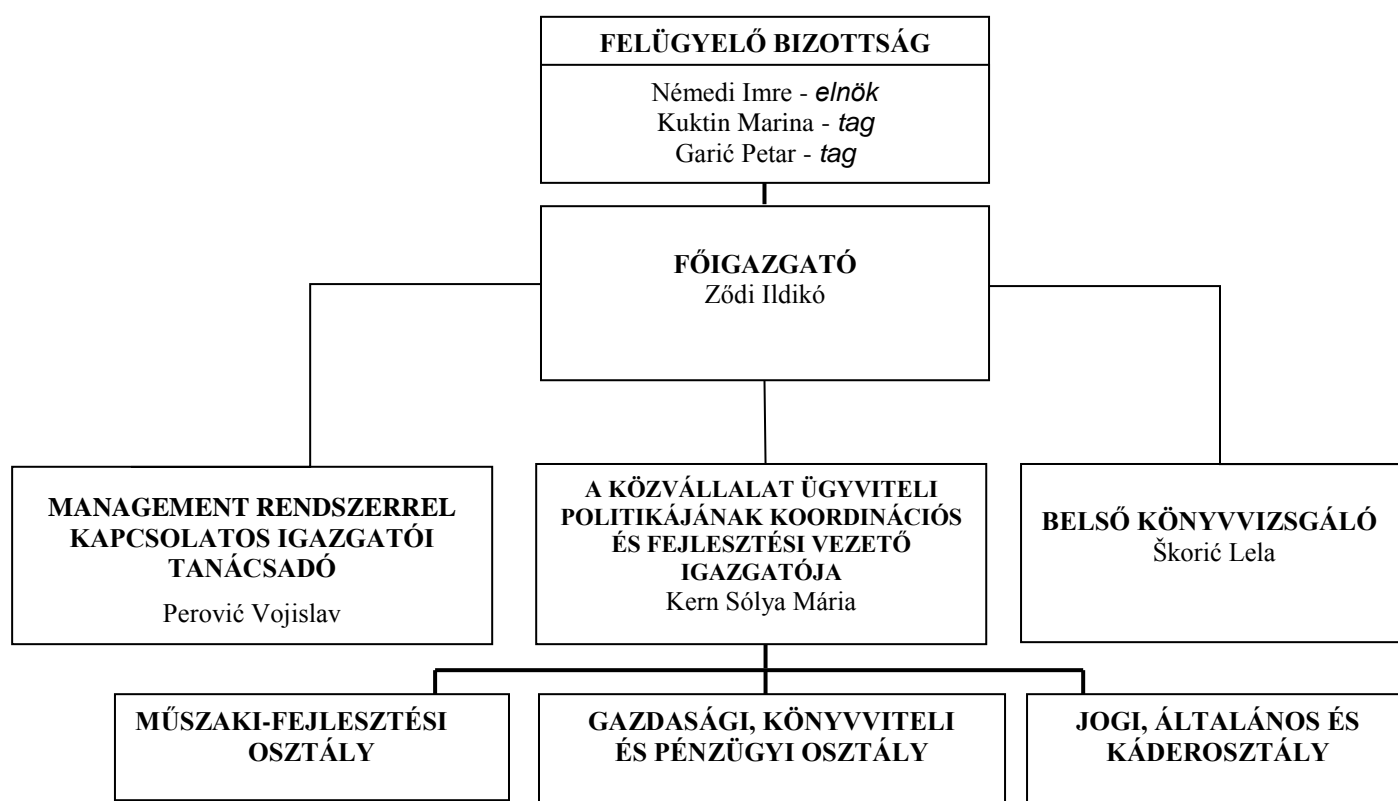 FELÜGYELŐ BIZOTTSÁG
Némedi Imre - elnök
Kuktin Marina - tag
Garić Petar - tag
FŐIGAZGATÓ
Ződi Ildikó
MANAGEMENT RENDSZERREL
KAPCSOLATOS IGAZGATÓI
TANÁCSADÓ
Perović Vojislav
A KÖZVÁLLALAT ÜGYVITELI
POLITIKÁJÁNAK KOORDINÁCIÓS
ÉS FEJLESZTÉSI VEZETŐ
IGAZGATÓJA
Kern Sólya Mária
BELSŐ KÖNYVVIZSGÁLÓ
Škorić Lela
MŰSZAKI-FEJLESZTÉSI
OSZTÁLY
GAZDASÁGI, KÖNYVVITELI
ÉS PÉNZÜGYI OSZTÁLY
JOGI, ÁLTALÁNOS ÉS
KÁDEROSZTÁLY